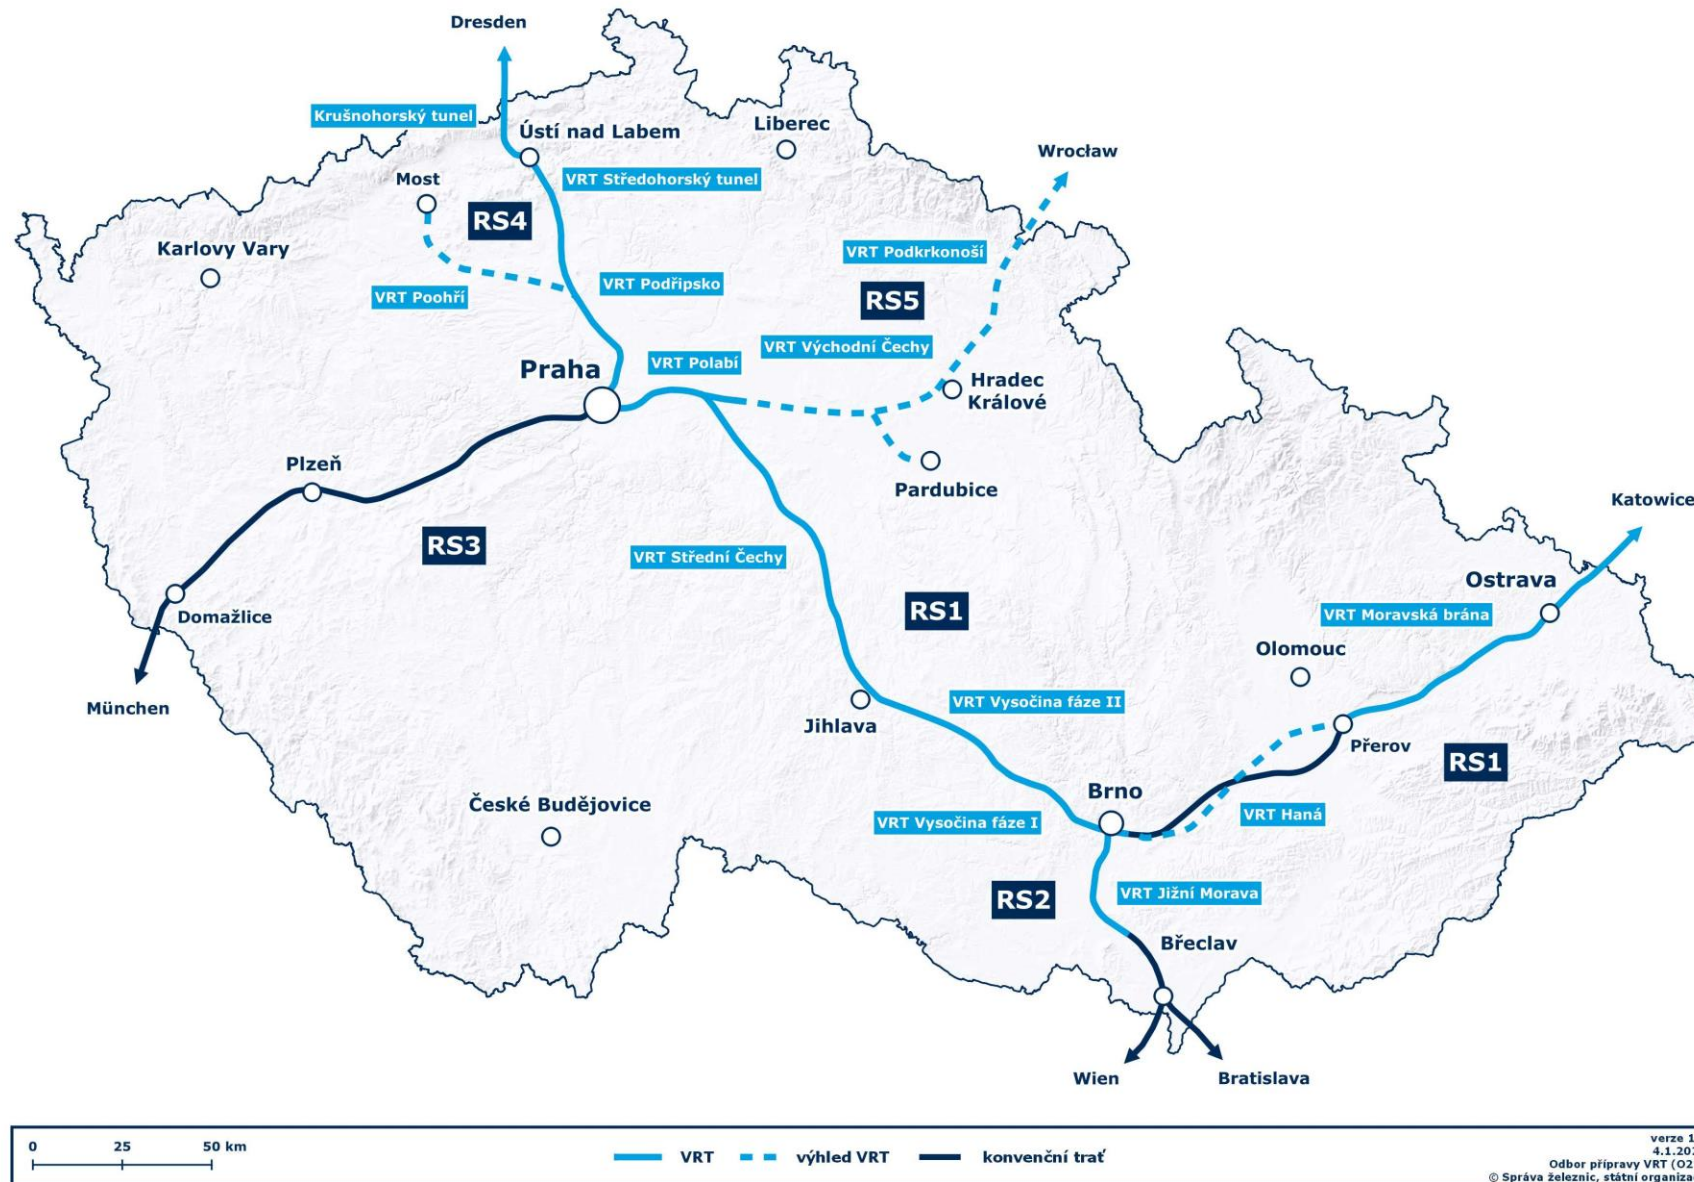 Dresden
Krušnohorský tunel
Ústí nad Labem
Liberec
Wrocław
VRT Středohorský tunel
Most
RS4
Karlovy Vary
VRT Podkrkonoší
VRT Poohří
VRT Podřipsko
RS5
VRT Východní Čechy
VRT Polabí
Praha
Hradec
Králové
Plzeň
Pardubice
Katowice
RS3
VRT Střední Čechy
Ostrava
RS1
VRT Moravská brána
Domažlice
Olomouc
München
VRT Vysočina fáze II
Jihlava
Přerov
RS1
Brno
České Budějovice
VRT Vysočina fáze I
VRT Haná
RS2
VRT Jižní Morava
Břeclav
Wien
Bratislava
0 25 50 km
VRT
výhled VRT
konvenční trať
verze
Odbor přípravy VRT
© Správa železnic, státní